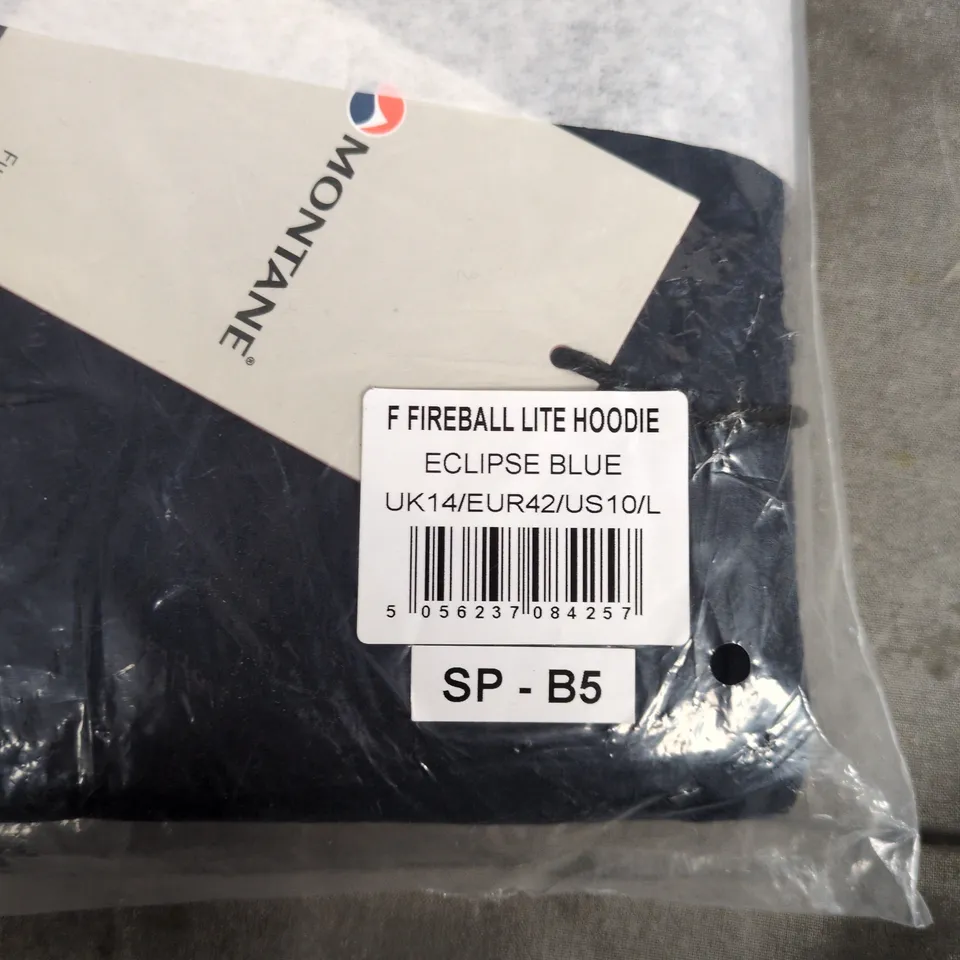 MONTANE®
F FIREBALL LITE HOODIE
ECLIPSE BLUE
UK14/EUR42/US10/L
5 056237 084257
SP - B5